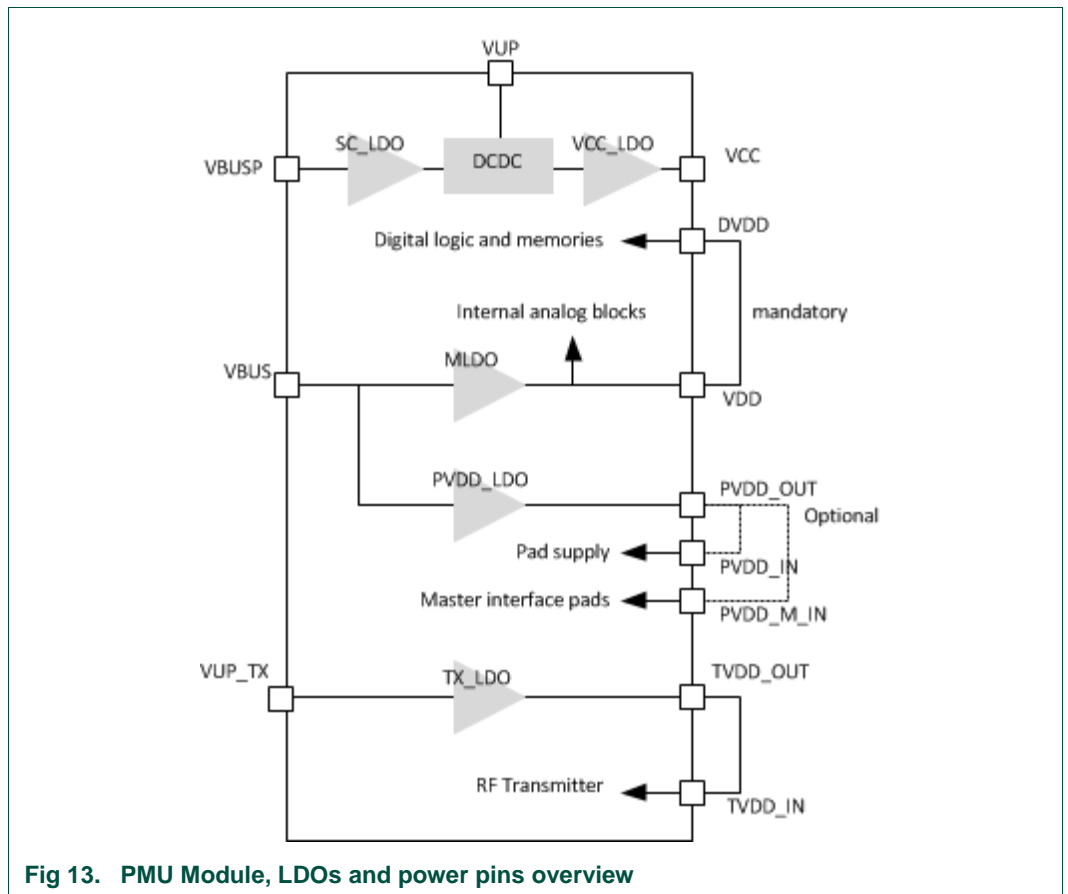 VUP
SC_LDO
VCC_LDO
VBUSP
DCDC
VCC
DVDD
Digital logic and memories
Internal analog blocks
mandatory
MLDO
VBUS
VDD
PVDD_LDO
PVDD_OUT
Optional
Pad supply
PVDD_IN
Master interface pads
PVDD_M_IN
VUP_TX
TX_LDO
TVDD_OUT
RF Transmitter
TVDD_IN
Fig 13. PMU Module, LDOs and power pins overview